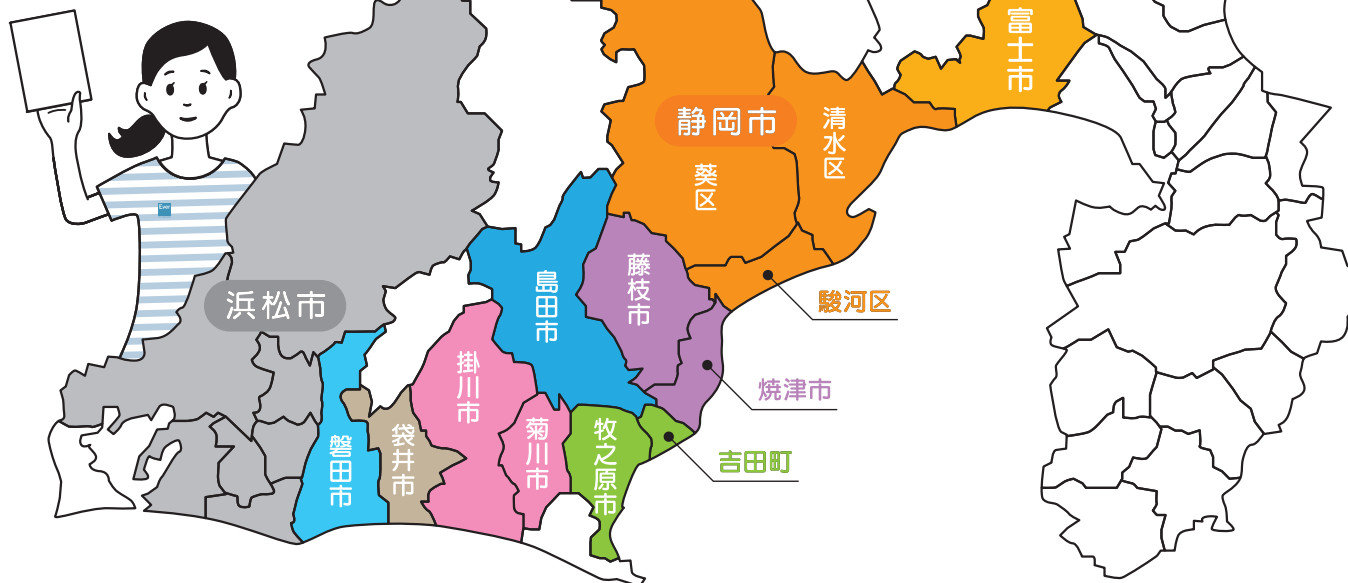 富士市
静岡市
清水区
葵区
藤枝市
島田市
駿河区
浜松市
掛川市
焼津市
菊川市
牧之原市
袋井市
磐田市
吉田町